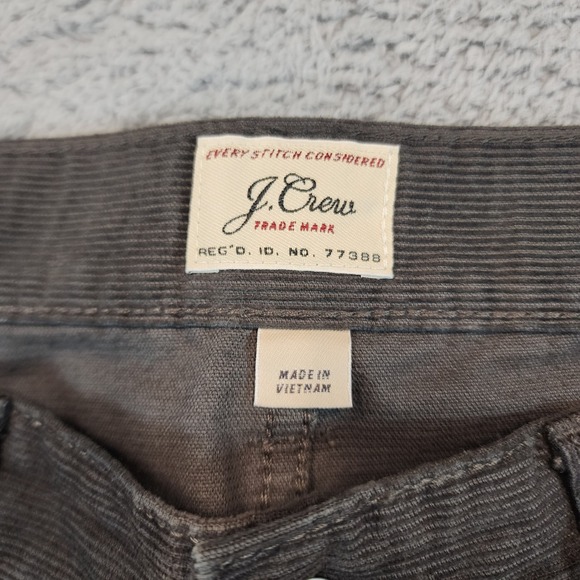 EVERY STITCH CONSIDERED
J.Crew
TRADE MARK
REG'D. ID. NO. 77388
MADE IN
VIETNAM